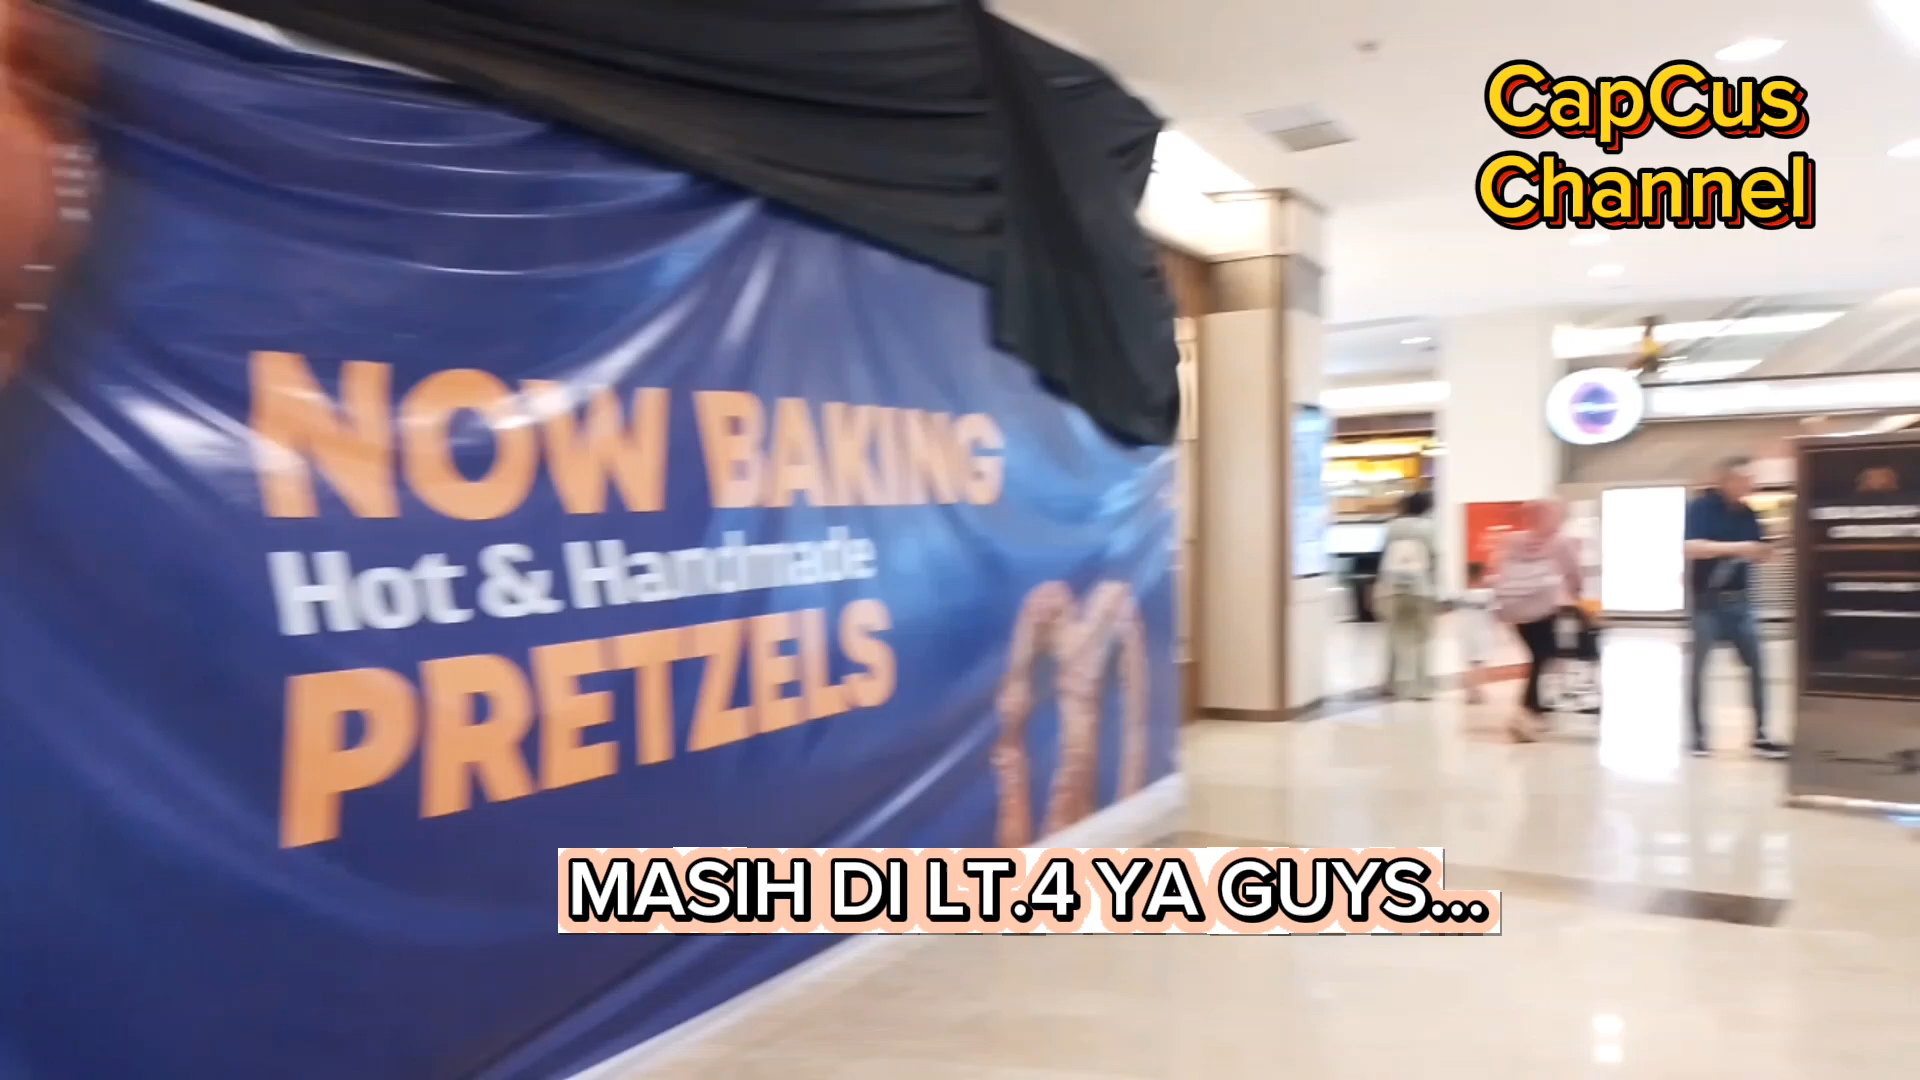 CapCus
Channel
NOW BAKING
Hot & Handmade
PRETZELS
MASIH DI LT.4 YA GUYS...